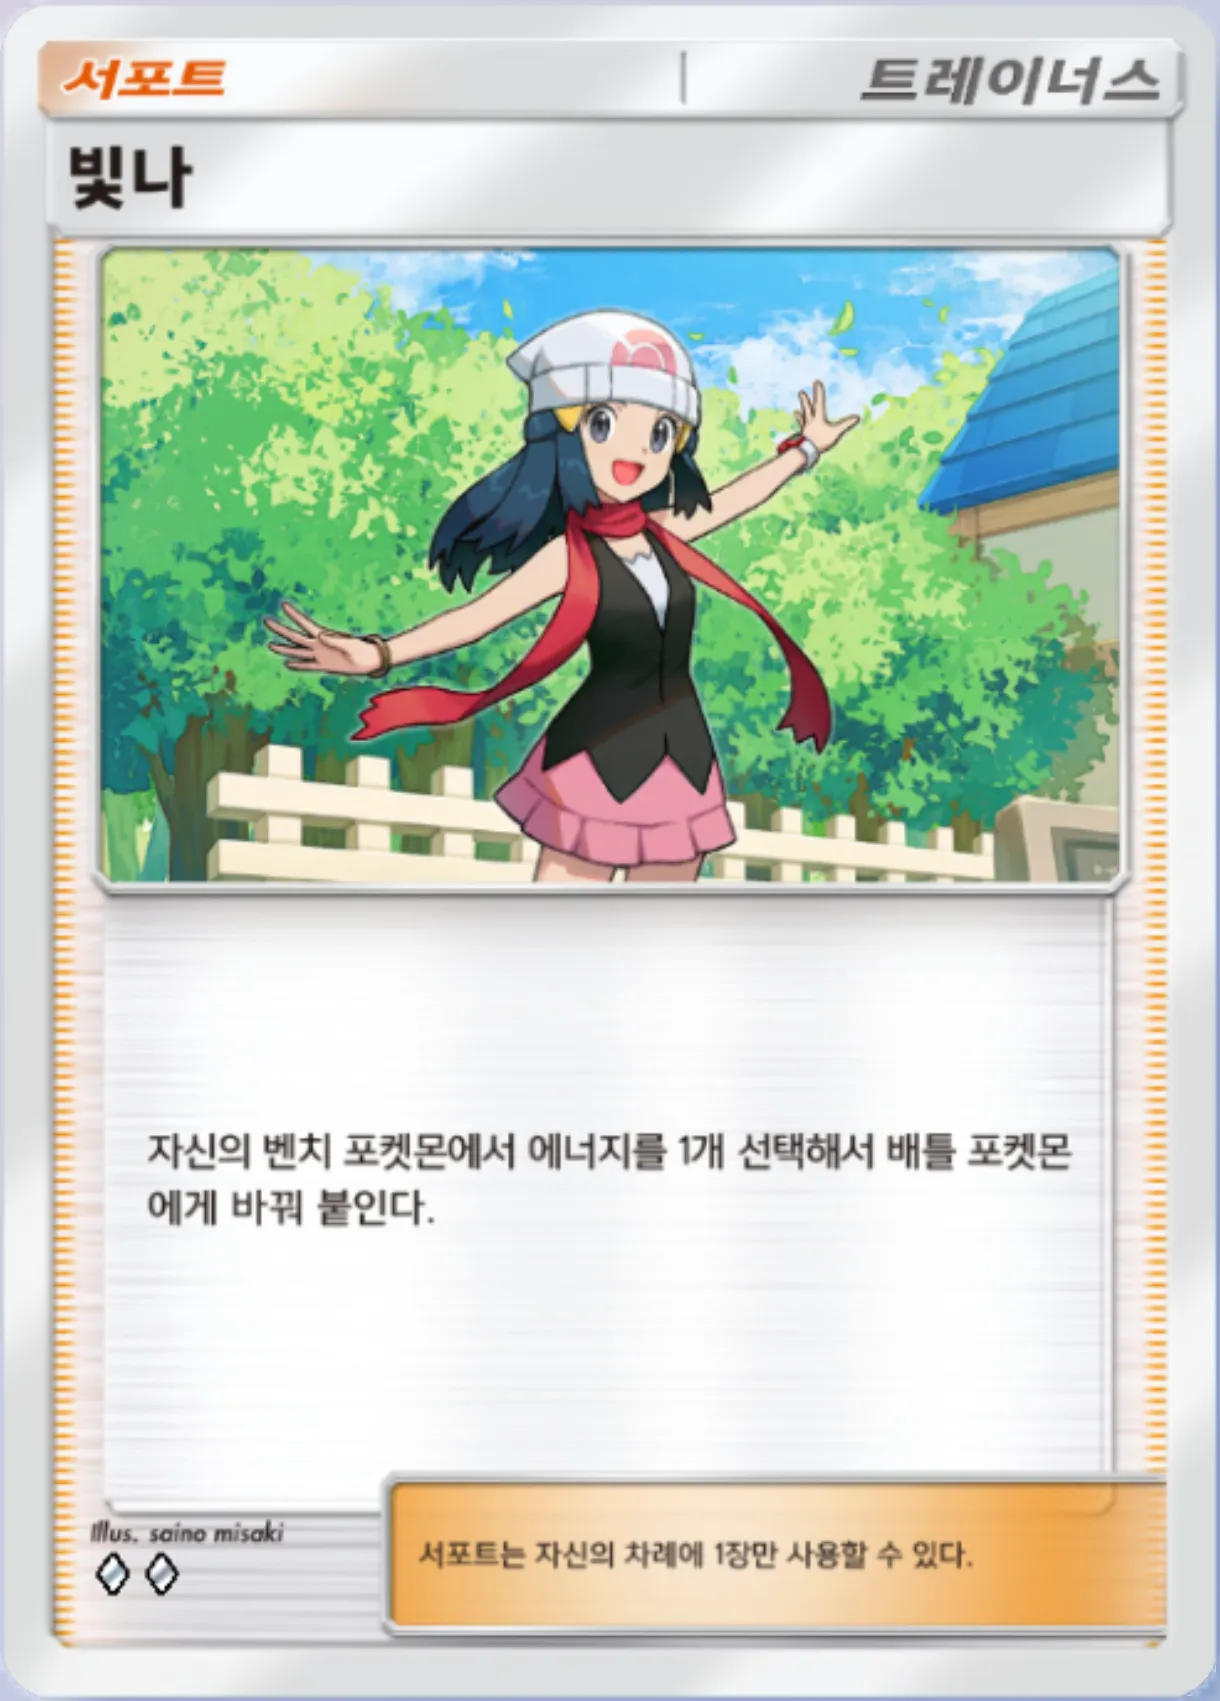 서포트
트레이너스
빛나
자신의 벤치 포켓몬에서 에너지를 1개 선택해서 배틀 포켓몬
에게 바꿔 붙인다.
Illus. saino misaki
서포트는 자신의 차례에 1장만 사용할 수 있다.